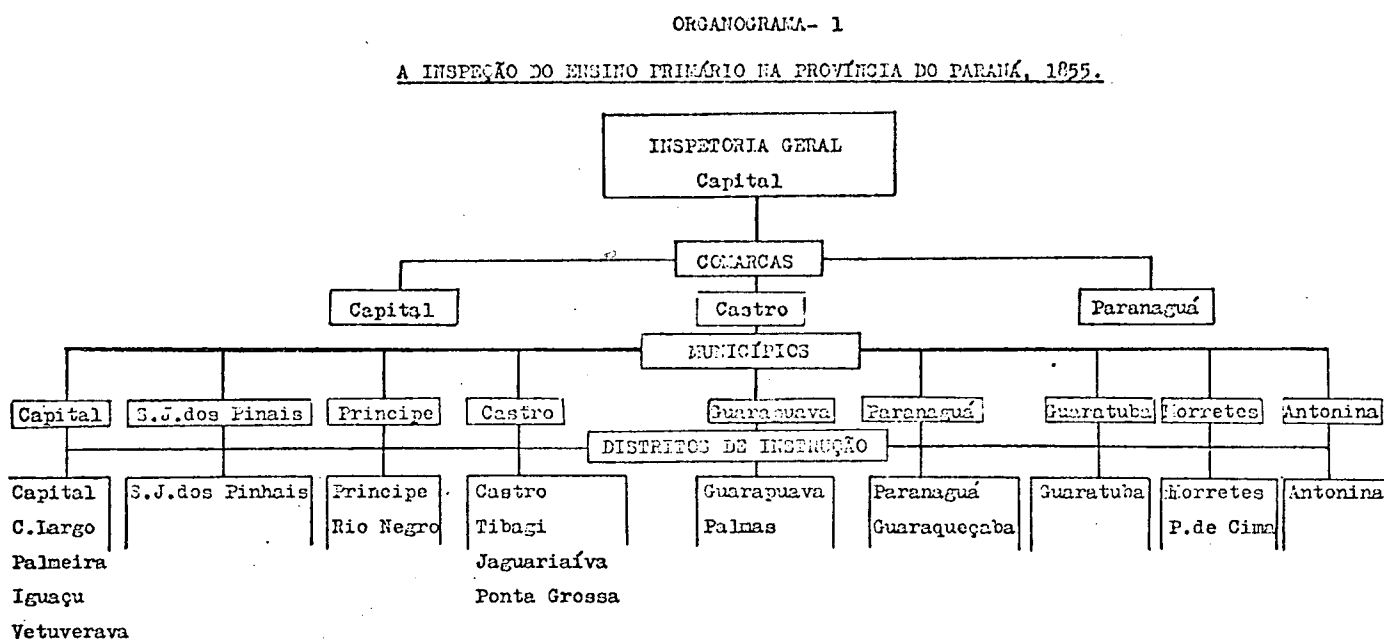 ORGANOGRAMA- 1
A INSPEÇÃO DO ENSINO PRIMÁRIO NA PROVÍNCIA DO PARANÁ, 1855.
INSPETORIA GERAL
Capital
COMARCAS
Capital Castro Paranaguá
MUNICÍPIOS
Capital S.J.dos Pinais Principe Castro Guarapuava Paranaguá Guaratuba Morretes Antonina
DISTRITOS DE INSTRUÇÃO
Capital S.J.dos Pinhais Principe Castro Guarapuava Paranaguá Guaratuba Morretes Antonina
C.Largo Rio Negro Tibagi Palmas Guaraqueçaba P.de Cima
Palmeira Jaguariaíva
Iguaçu Ponta Grossa
Vetuverava